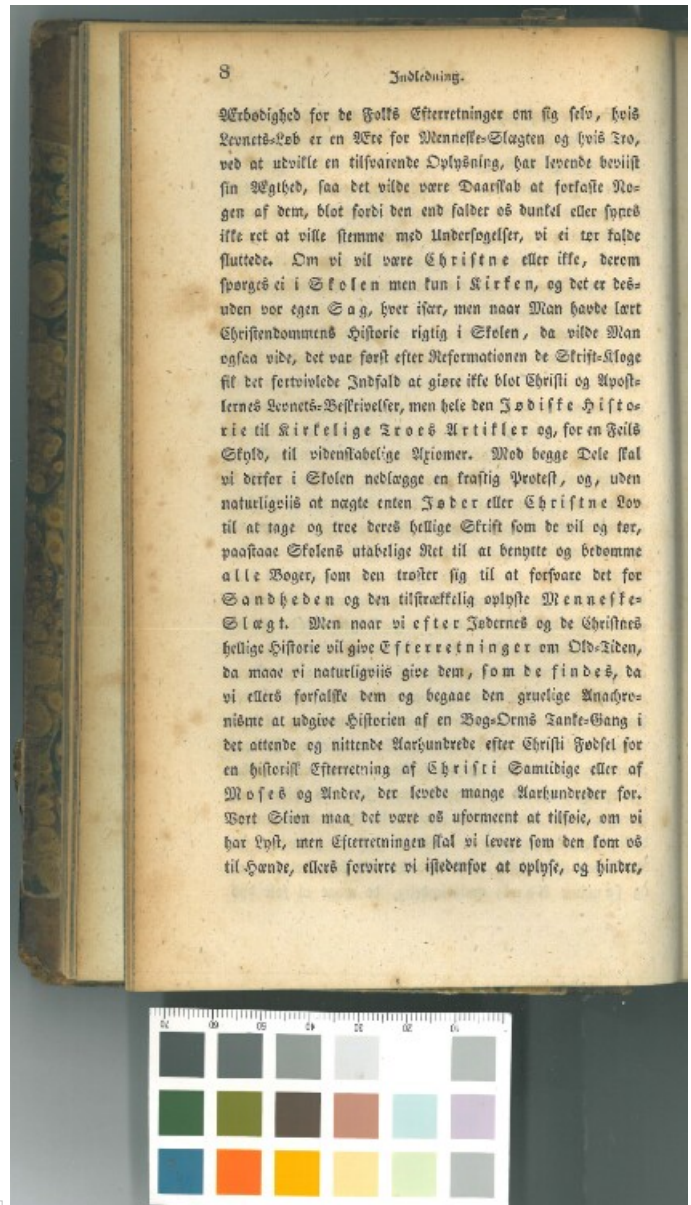 8
Indledning.
Ærbødighed for de Folks Efterretninger om sig selv, hvis
Levnets-Løb er en Ære for Menneske-Slægten og hvis Tro,
ved at udvikle en tilsvarende Oplysning, har levende beviist
sin Ægthed, saa det vilde være Daarskab at forkaste No-
gen af dem, blot fordi den end falder os dunkel eller synes
ikke ret at ville stemme med Undersøgelser, vi ei tør kalde
sluttede. Om vi vil være Christne eller ikke, derom
spørges ei i Skolen men kun i Kirken, og det er des-
uden vor egen Sag, hver især, men naar Man havde lært
Christendommens Historie rigtig i Skolen, da vilde Man
ogsaa vide, det var først efter Reformationen de Skrift-Kloge
fik det fortvivlede Indfald at giøre ikke blot Christi og Apost-
lernes Levnets-Beskrivelser, men hele den Jødiske Histo-
rie til Kirkelige Troes Artikler og, for en Feils
Skyld, til videnskabelige Axiomer. Mod begge Dele skal
vi derfor i Skolen nedlægge en kraftig Protest, og, uden
naturligviis at nægte enten Jøder eller Christne Lov
til at tage og troe deres hellige Skrift som de vil og tør,
paastaae Skolens utabelige Ret til at benytte og bedømme
alle Bøger, som den trøster sig til at forsvare det for
Sandheden og den tilstrækkelig oplyste Menneske-
Slægt. Men naar vi efter Jødernes og de Christnes
hellige Historie vil give Efterretninger om Old-Tiden,
da maae vi naturligviis give dem, som de findes, da
vi ellers forfalske dem og begaae den gruelige Anachro-
nisme at udgive Historien af en Bog-Orms Tanke-Gang i
det attende og nittende Aarhundrede efter Christi Fødsel for
en historisk Efterretning af Christi Samtidige eller af
Moses og Andre, der levede mange Aarhundreder før.
Vort Skiøn maa det være os uformeent at tilføie, om vi
har Lyst, men Efterretningen skal vi levere som den kom os
til Hænde, ellers forvirre vi istedenfor at oplyse, og hindre,
70 60 50 40 30 20 10